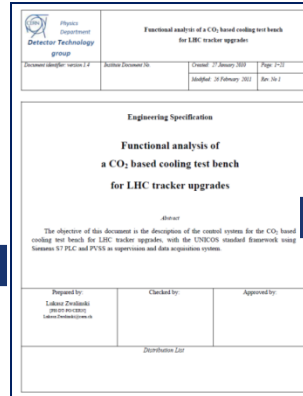 CERN
Physics
Department
Detector Technology
group
Functional analysis of a CO2 based cooling test bench
for LHC tracker upgrades
Document identifier: version 1.4
Institute Document No.
Created: 27 January 2010
Page: 1-21
Modified: 26 February 2011
Rev. No:1
Engineering Specification
Functional analysis of
a CO2 based cooling test bench
for LHC tracker upgrades
Abstract
The objective of this document is the description of the control system for the CO2 based
cooling test bench for LHC tracker upgrades, with the UNICOS standard framework using
Siemens S7 PLC and PVSS as supervision and data acquisition system.
Prepared by:
Lukasz Zwalinski
Checked by:
Approved by:
Distribution List